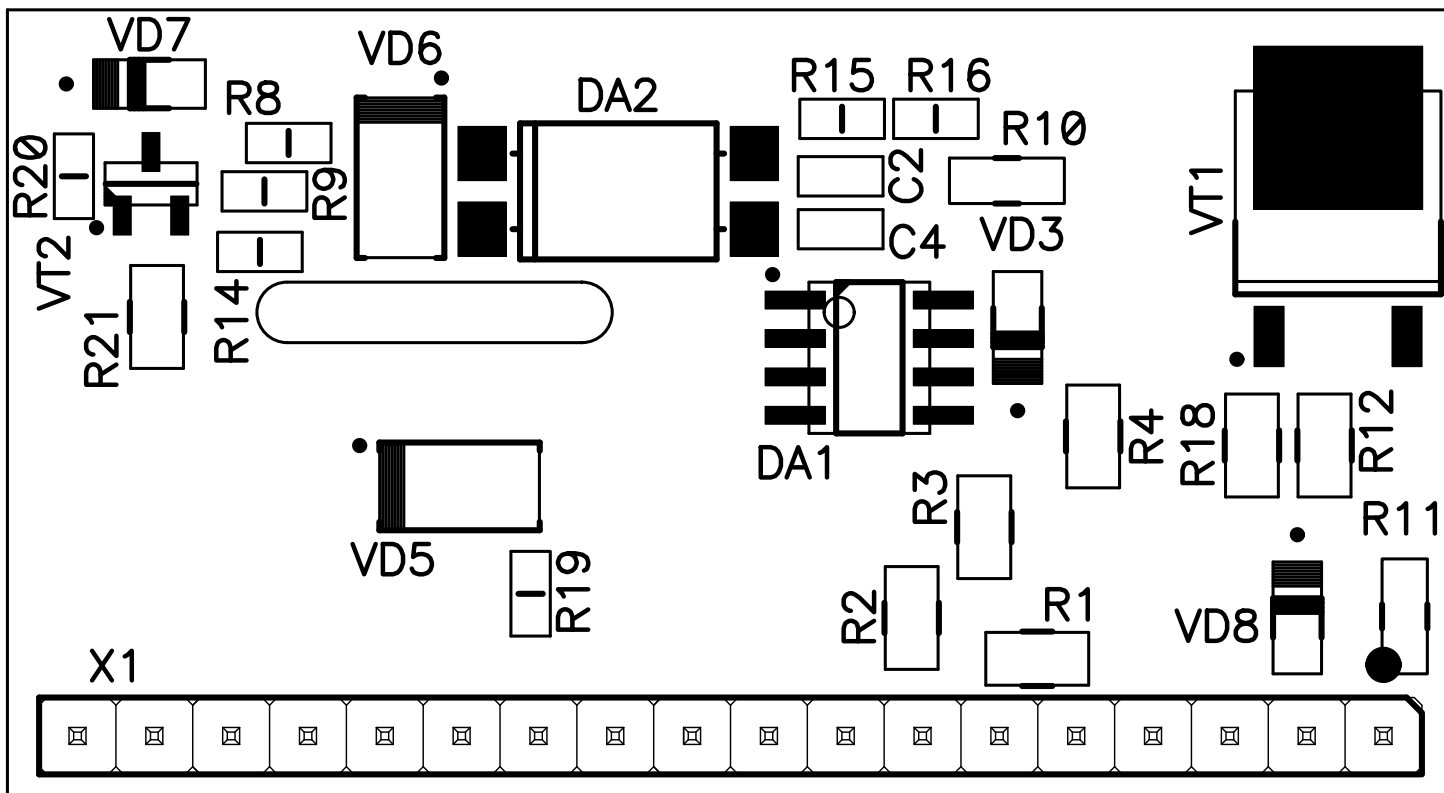 VD7
VD6
DA2
R15
R16
R8
R10
R20
R9
C2
VT1
VT2
C4
VD3
R21
R14
DA1
R4
R18
R12
R3
R11
VD5
R19
R2
R1
VD8
X1